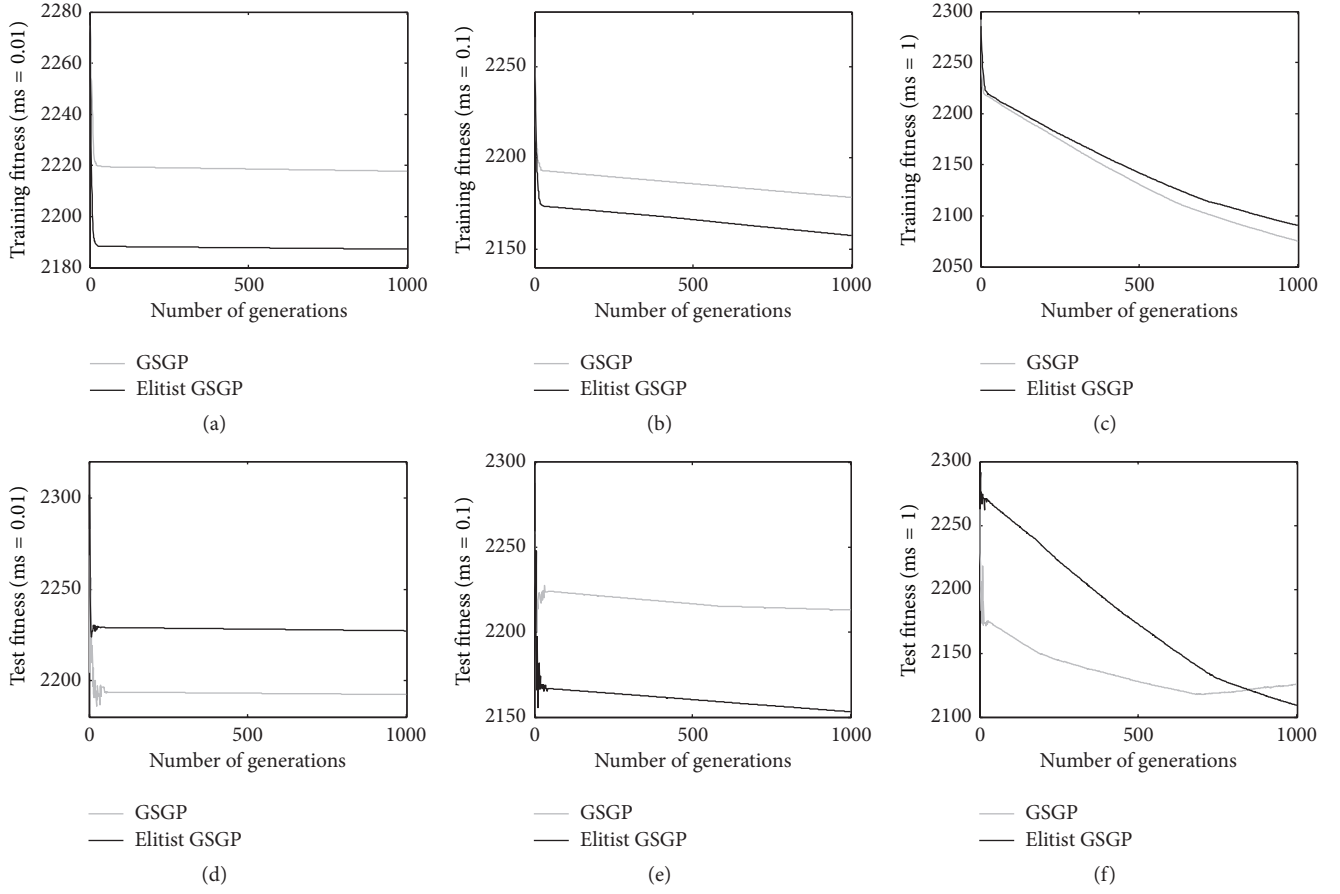 Training fitness (ms = 0.01)
2280
2260
2240
2220
2200
2180
0
500
1000
Number of generations
GSGP
Elitist GSGP
(a)
Training fitness (ms = 0.1)
2250
2200
2150
0
500
1000
Number of generations
GSGP
Elitist GSGP
(b)
Training fitness (ms = 1)
2300
2250
2200
2150
2100
2050
0
500
1000
Number of generations
GSGP
Elitist GSGP
(c)
Test fitness (ms = 0.01)
2300
2250
2200
0
500
1000
Number of generations
GSGP
Elitist GSGP
(d)
Test fitness (ms = 0.1)
2300
2250
2200
2150
0
500
1000
Number of generations
GSGP
Elitist GSGP
(e)
Test fitness (ms = 1)
2300
2250
2200
2150
2100
0
500
1000
Number of generations
GSGP
Elitist GSGP
(f)